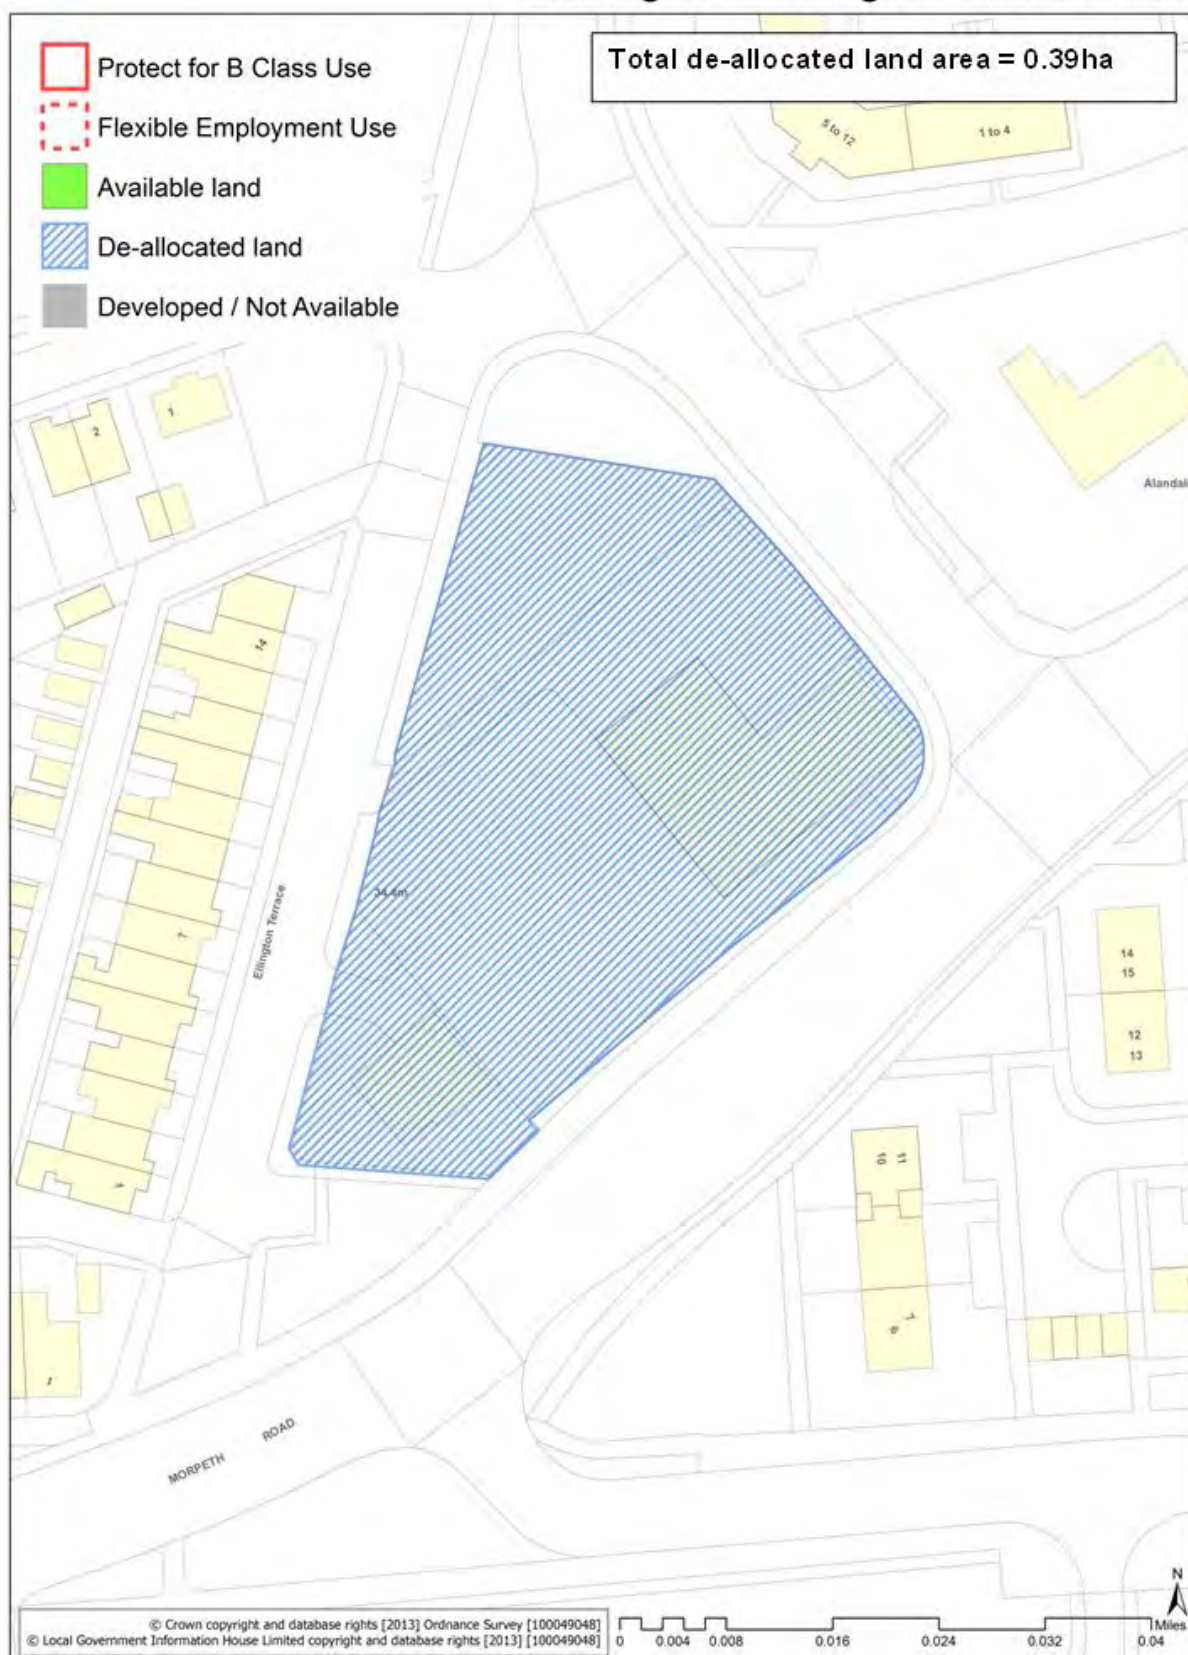 Protect for B Class Use
Flexible Employment Use
Available land
De-allocated land
Developed / Not Available
Total de-allocated land area = 0.39ha
5 to 12
1 to 4
2
1
14
7
1
Ellington Terrace
34.4m
14
15
12
13
10
11
7
MORPETH ROAD
© Crown copyright and database rights [2013] Ordnance Survey [100049048]
© Local Government Information House Limited copyright and database rights [2013] [100049048]
N
Miles
0 0.004 0.008 0.016 0.024 0.032 0.04